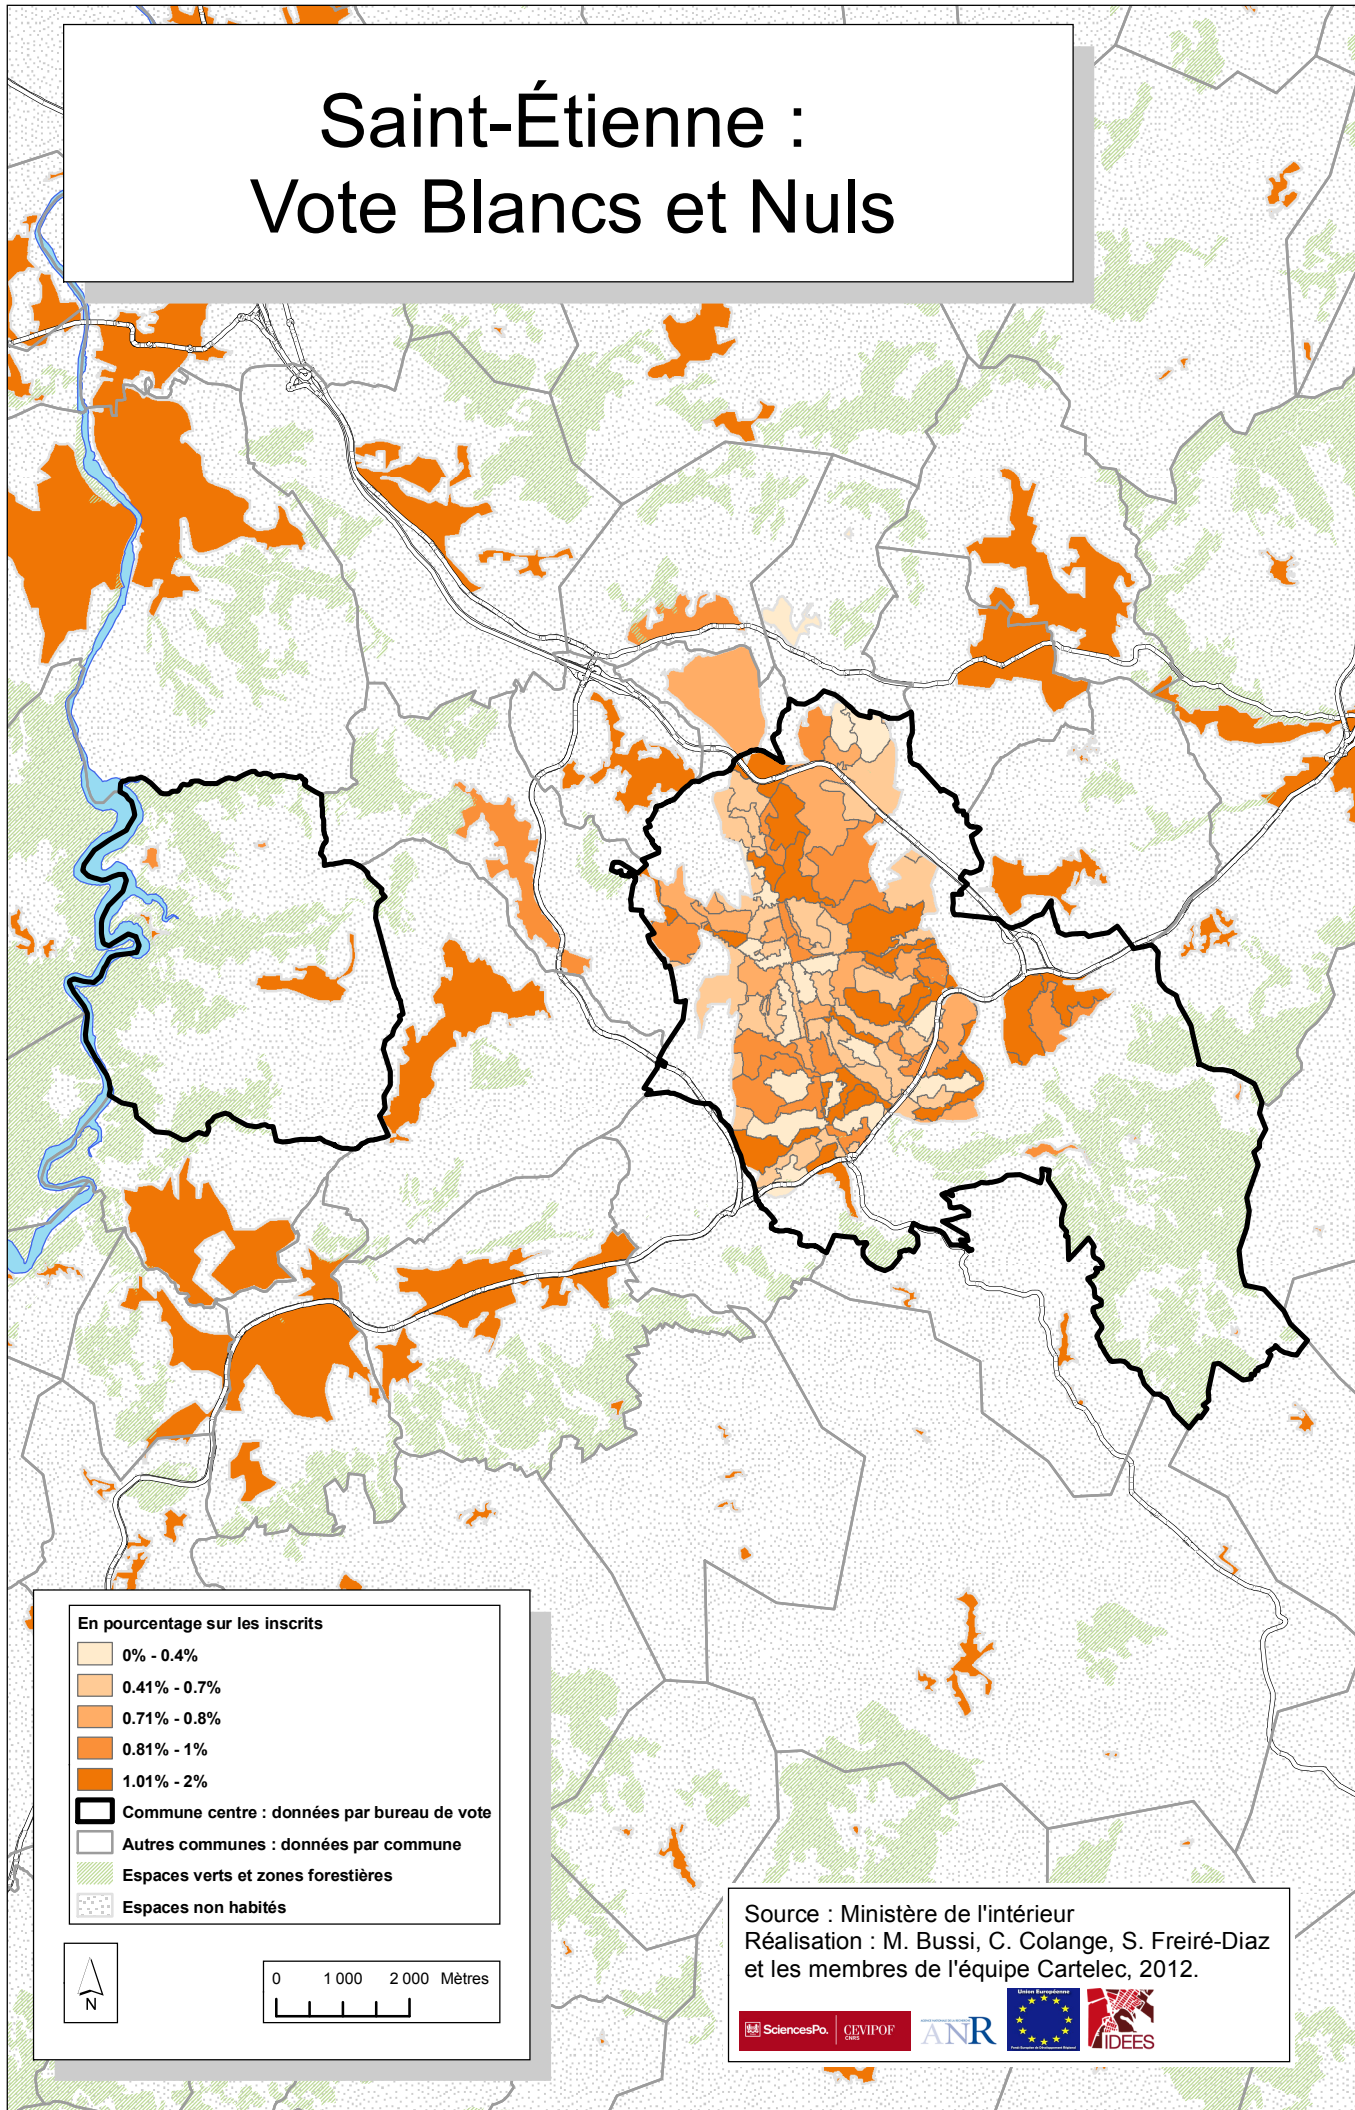 Saint-Étienne :
Vote Blancs et Nuls
En pourcentage sur les inscrits
0% - 0.4%
0.41% - 0.7%
0.71% - 0.8%
0.81% - 1%
1.01% - 2%
Commune centre : données par bureau de vote
Autres communes : données par commune
Espaces verts et zones forestières
Espaces non habités
N
0 1 000 2 000 Mètres
Source : Ministère de l'intérieur
Réalisation : M. Bussi, C. Colange, S. Freiré-Diaz
et les membres de l'équipe Cartelec, 2012.
SciencesPo.
CEVIPOF
CNRS
ANR
Union Européenne
IDEES